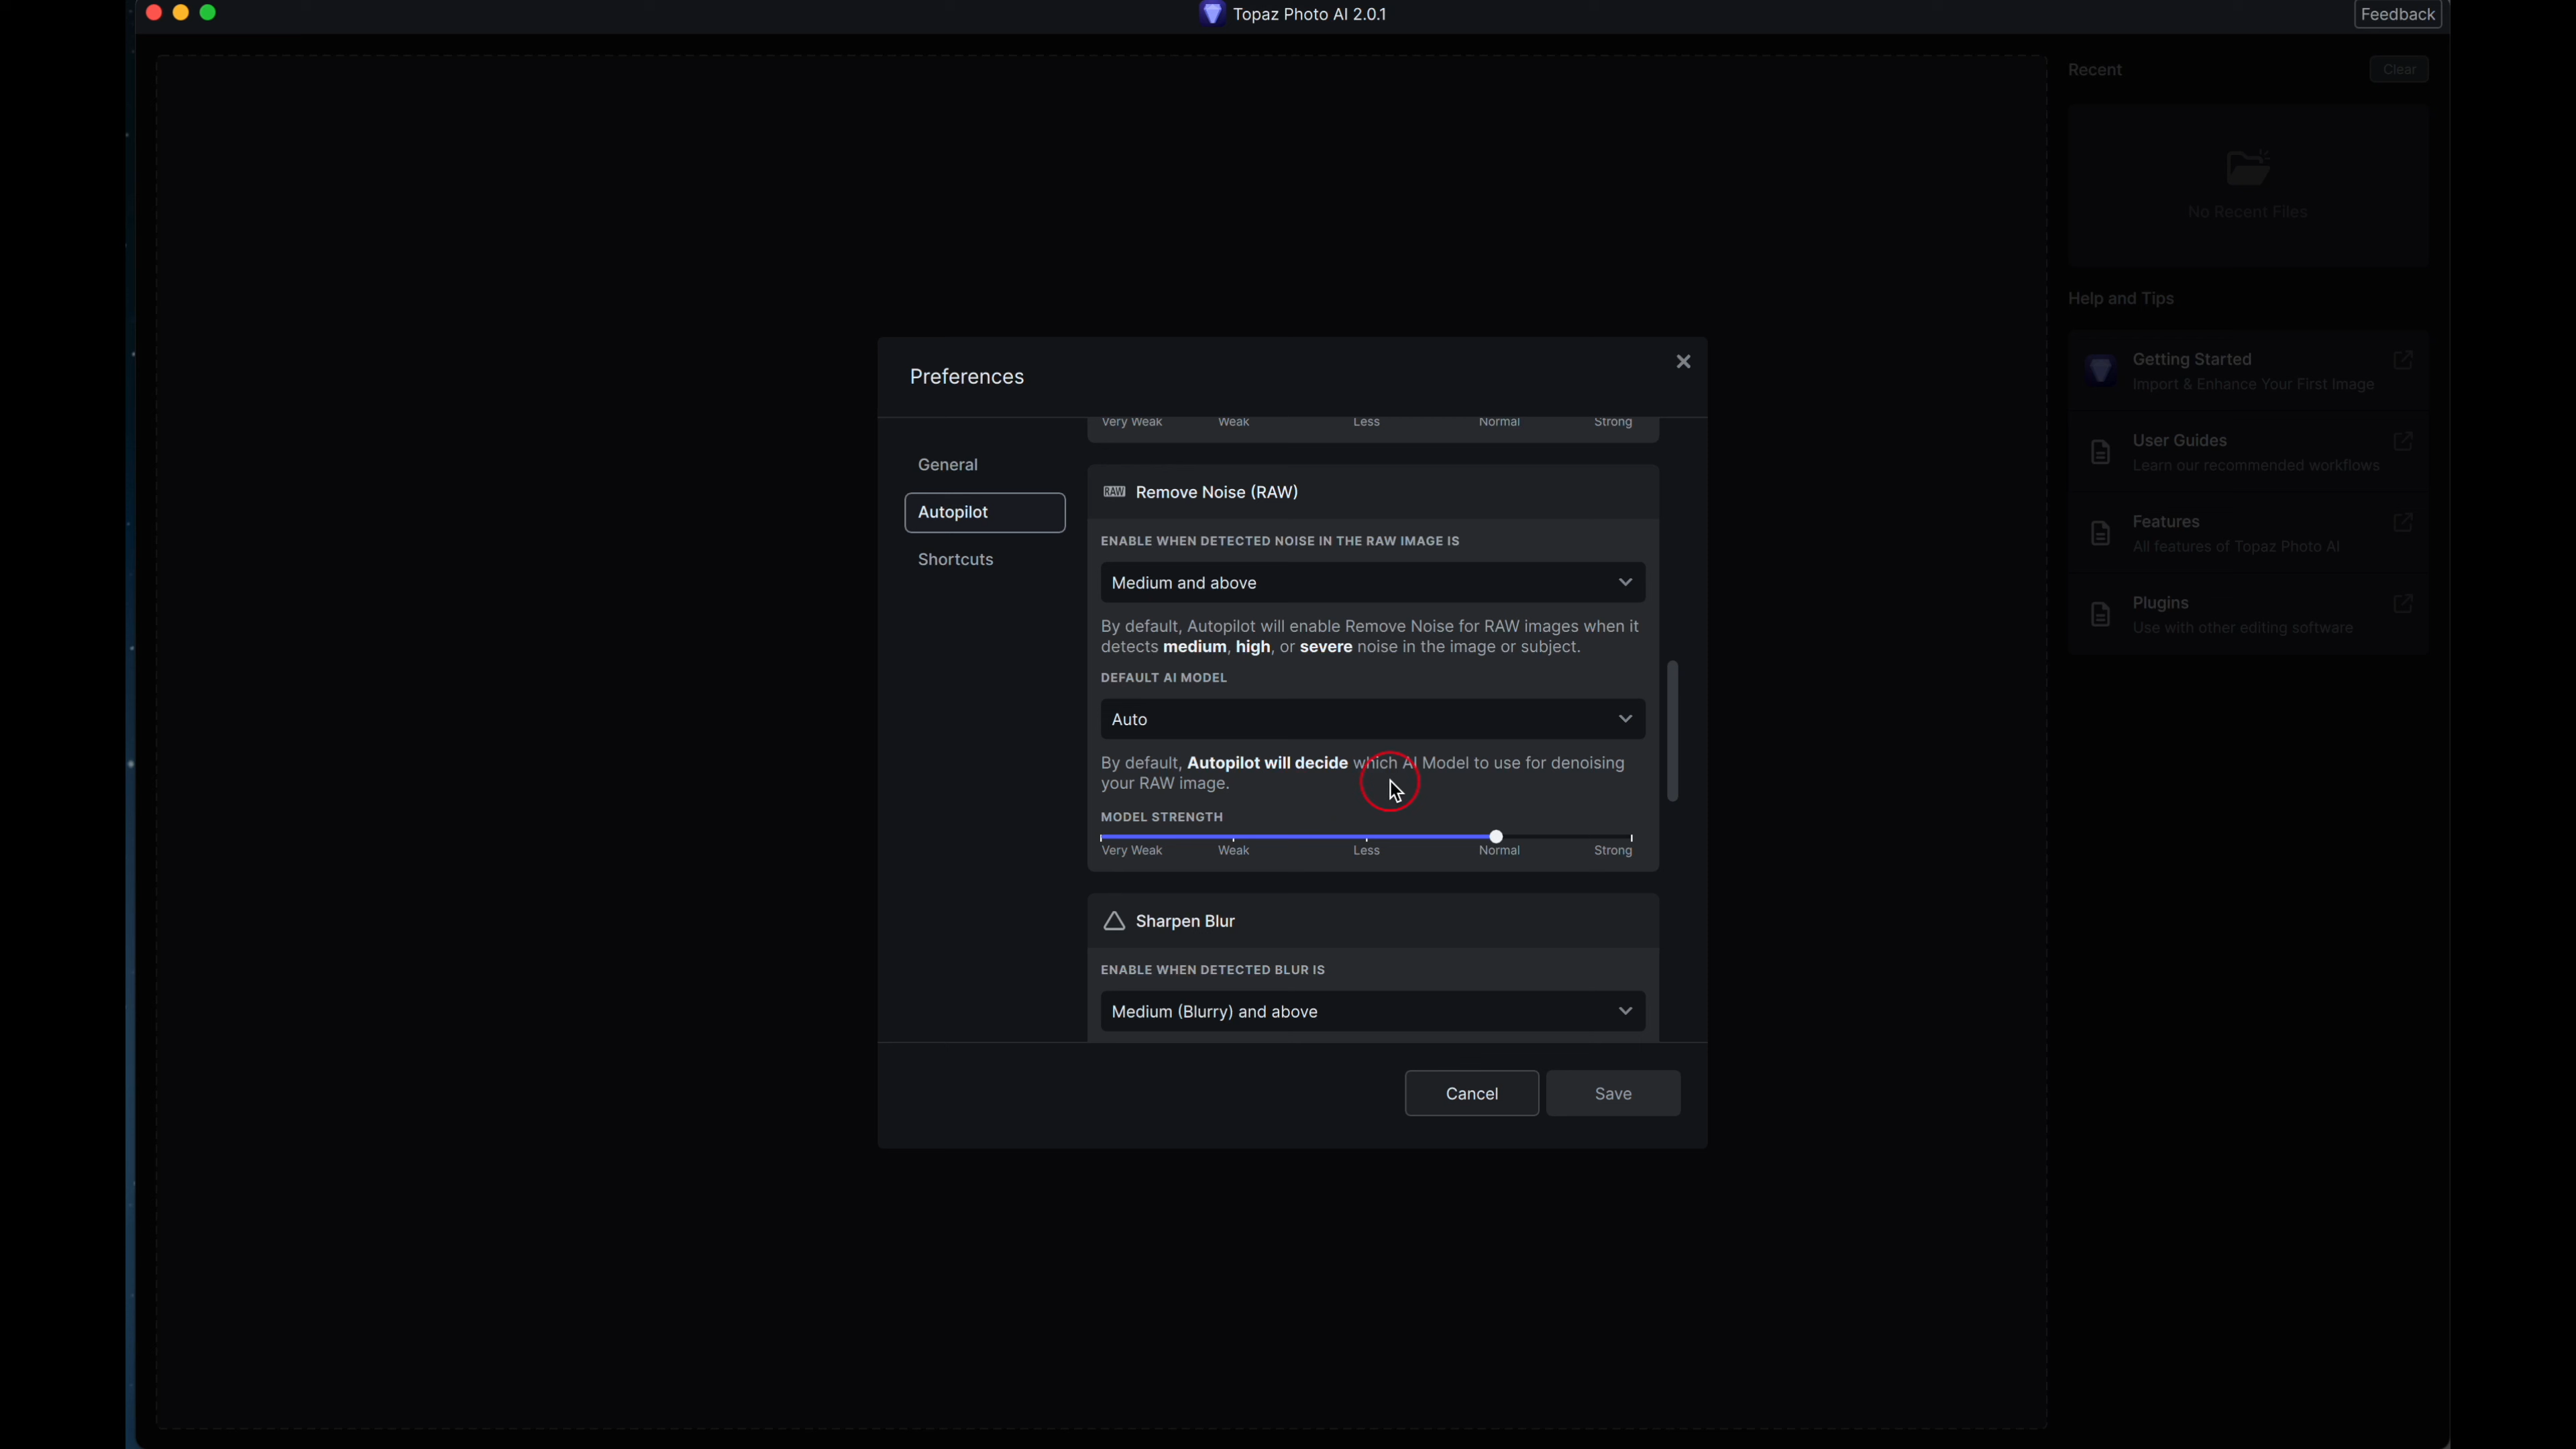 Topaz Photo AI 2.0.1
Feedback
Recent
Clear
No Recent Files
Help and Tips
Getting Started
Import & Enhance Your First Image
User Guides
Learn our recommended workflows
Features
All features of Topaz Photo AI
Plugins
Use with other editing software
Preferences
General
Autopilot
Shortcuts
Very Weak Weak Less Normal Strong
RAW Remove Noise (RAW)
ENABLE WHEN DETECTED NOISE IN THE RAW IMAGE IS
Medium and above
By default, Autopilot will enable Remove Noise for RAW images when it
detects medium, high, or severe noise in the image or subject.
DEFAULT AI MODEL
Auto
By default, Autopilot will decide which AI Model to use for denoising
your RAW image.
MODEL STRENGTH
Very Weak Weak Less Normal Strong
Sharpen Blur
ENABLE WHEN DETECTED BLUR IS
Medium (Blurry) and above
Cancel
Save